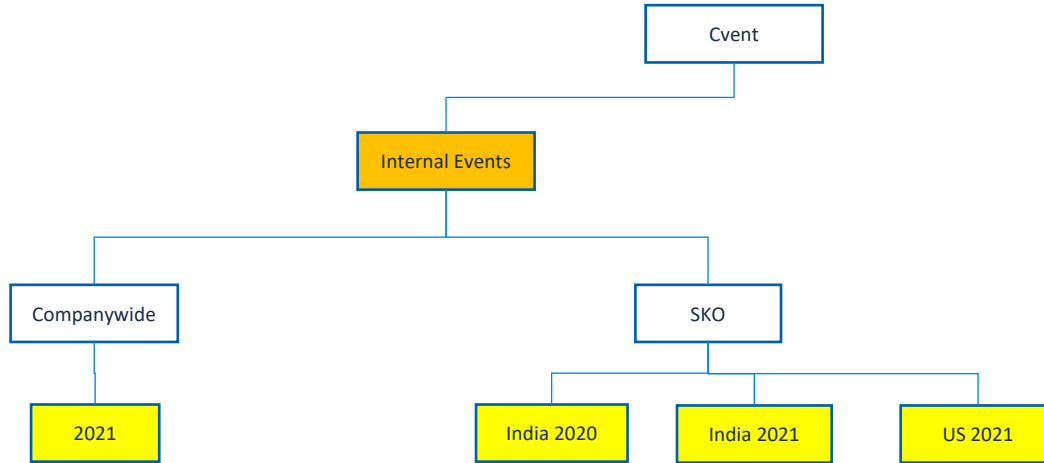 Cvent
Internal Events
Companywide
SKO
2021
India 2020
India 2021
US 2021